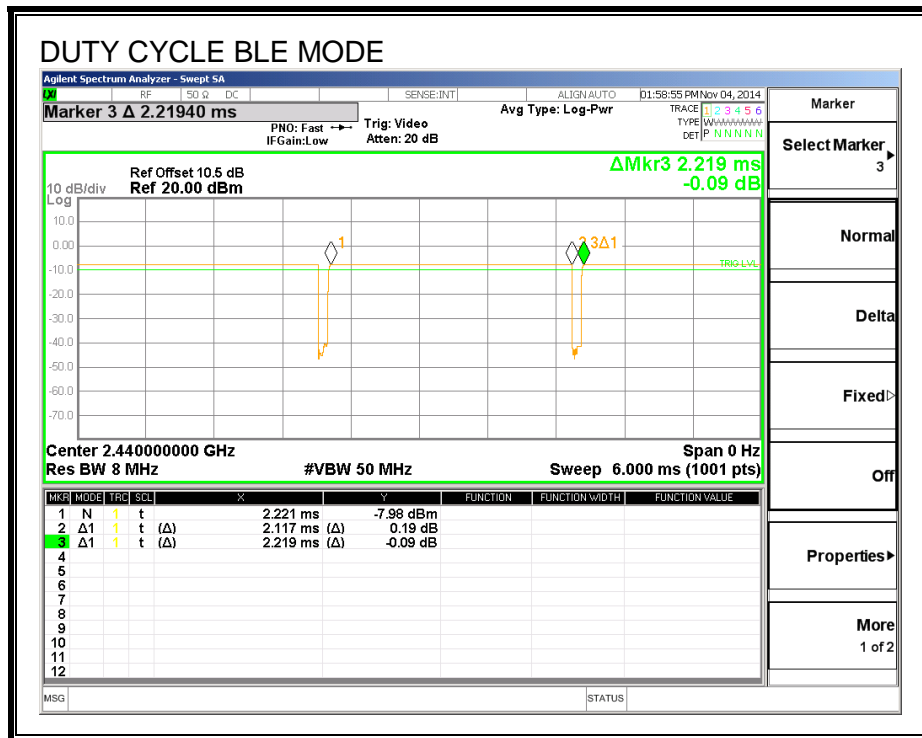 DUTY CYCLE BLE MODE
Agilent Spectrum Analyzer - Swept SA
LXI RF 50 Ω DC SENSE:INT ALIGN AUTO 01:58:55 PM Nov 04, 2014
Marker 3 Δ 2.21940 ms
PNO: Fast
IFGain:Low
Trig: Video
Atten: 20 dB
Avg Type: Log-Pwr
TRACE 1 2 3 4 5 6
TYPE
DET P N N N N N
ΔMkr3 2.219 ms
-0.09 dB
Ref Offset 10.5 dB
10 dB/div Ref 20.00 dBm
Log
10.0
0.00
-10.0
-20.0
-30.0
-40.0
-50.0
-60.0
-70.0
1
3Δ1
TRIG LVL
Center 2.440000000 GHz Span 0 Hz
Res BW 8 MHz #VBW 50 MHz Sweep 6.000 ms (1001 pts)
MKR MODE TRC SCL X Y FUNCTION FUNCTION WIDTH FUNCTION VALUE
1 N 1 t 2.221 ms -7.98 dBm
2 Δ1 1 t (Δ) 2.117 ms (Δ) 0.19 dB
3 Δ1 1 t (Δ) 2.219 ms (Δ) -0.09 dB
4
5
6
7
8
9
10
11
12
MSG STATUS
Marker
Select Marker
3
Normal
Delta
Fixed
Off
Properties
More
1 of 2